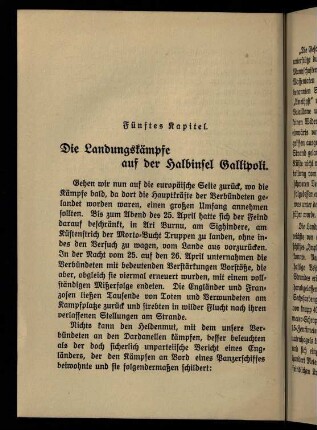 Fünftes Kapitel.
Die Landungskämpfe
auf der Halbinsel Gallipoli.
Gehen wir nun auf die europäische Seite zurück, wo die
Kämpfe bald, da dort die Hauptkräfte der Verbündeten ge-
landet worden waren, einen großen Umfang annehmen
sollten. Bis zum Abend des 25. April hatte sich der Feind
darauf beschränkt, in Ari Burnu, am Sighindere, am
Küstenstrich der Morto-Bucht Truppen zu landen, ohne in-
des den Versuch zu wagen, vom Lande aus vorzurücken.
In der Nacht vom 25. auf den 26. April unternahmen die
Verbündeten mit bedeutenden Verstärkungen Vorstöße, die
aber, obgleich sie viermal erneuert wurden, mit einem voll-
ständigen Mißerfolge endeten. Die Engländer und Fran-
zosen ließen Tausende von Toten und Verwundeten am
Kampfplatze zurück und strebten in wilder Flucht nach ihren
verlassenen Stellungen am Strande.
Nichts kann den Heldenmut, mit dem unsere Ver-
bündeten an den Dardanellen kämpfen, besser beleuchten
als der doch sicherlich unparteiische Bericht eines Eng-
länders, der den Kämpfen an Bord eines Panzerschiffes
beiwohnte und sie folgendermaßen schildert: